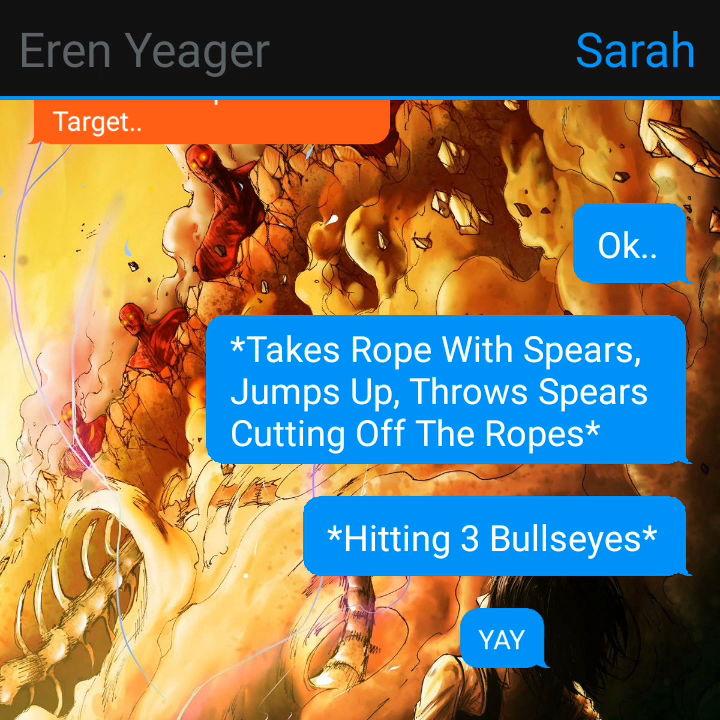 Eren Yeager
Sarah
Target..
Ok..
*Takes Rope With Spears,
Jumps Up, Throws Spears
Cutting Off The Ropes*
*Hitting 3 Bullseyes*
YAY